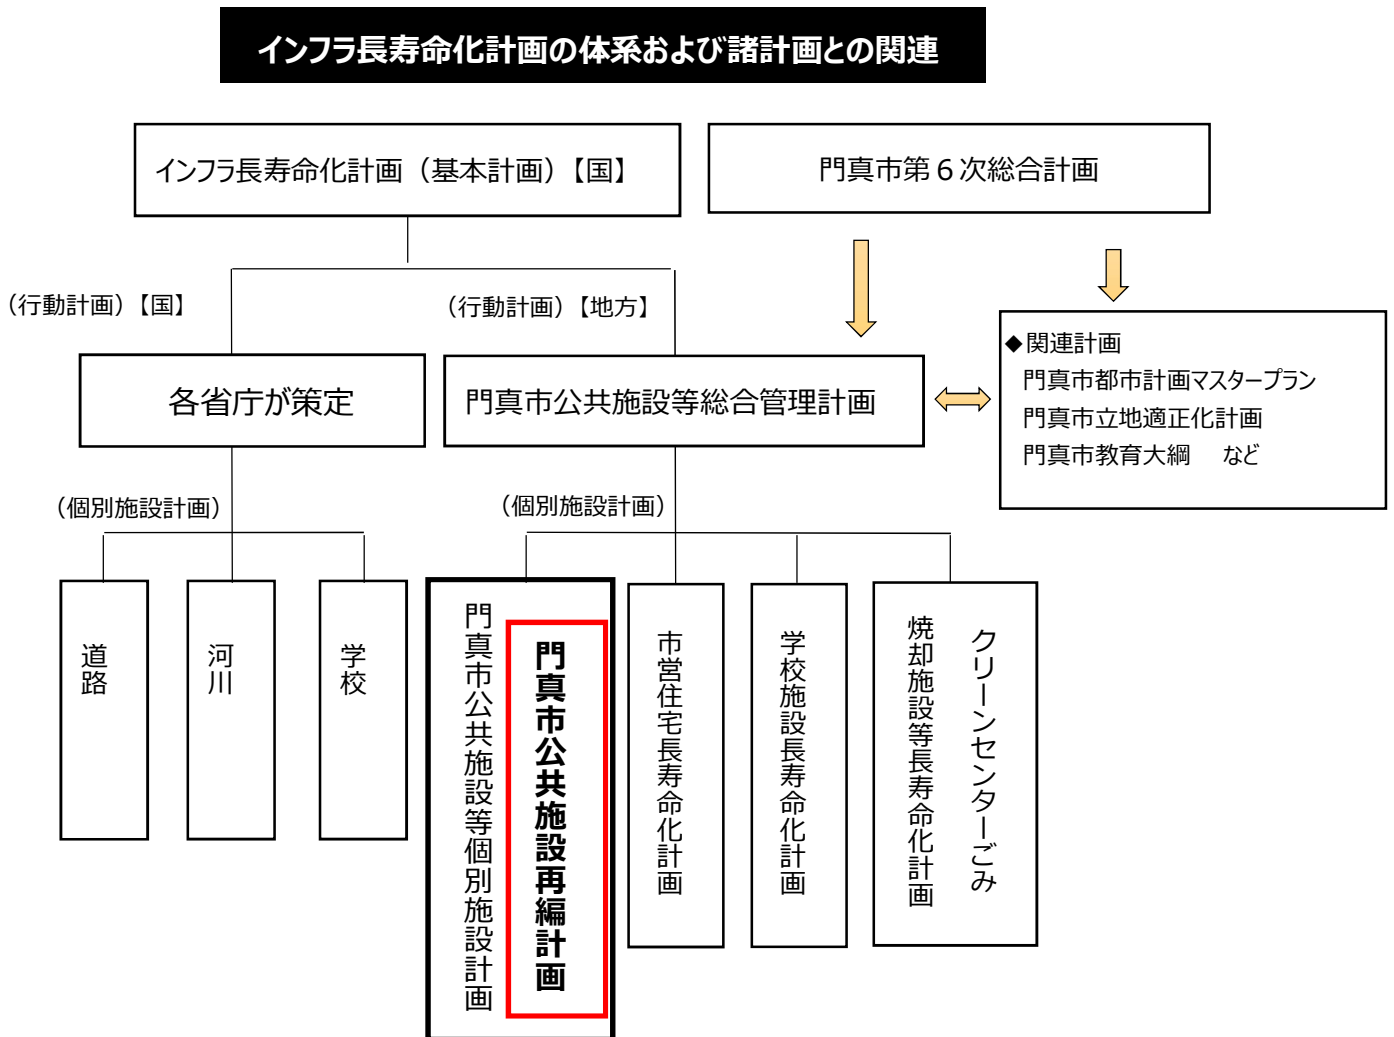 インフラ長寿命化計画の体系および諸計画との関連
インフラ長寿命化計画（基本計画）【国】
門真市第６次総合計画
（行動計画）【国】
（行動計画）【地方】
各省庁が策定
門真市公共施設等総合管理計画
◆関連計画
門真市都市計画マスタープラン
門真市立地適正化計画
門真市教育大綱　など
（個別施設計画）
（個別施設計画）
道路
河川
学校
門真市公共施設再編計画
門真市公共施設等個別施設計画
市営住宅長寿命化計画
学校施設長寿命化計画
クリーンセンターごみ
焼却施設等長寿命化計画